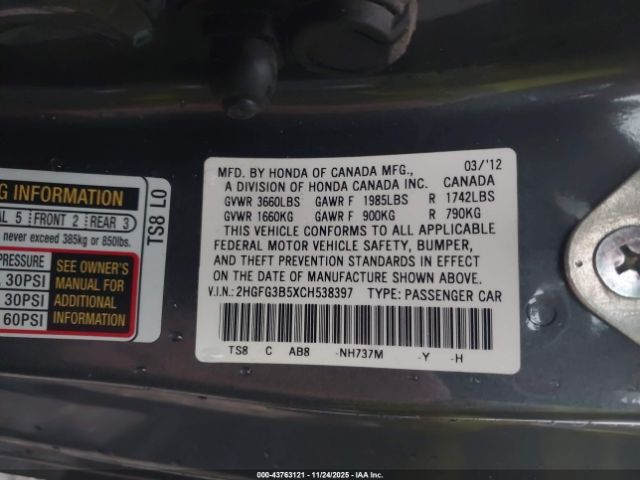 G INFORMATION
AL 5 FRONT 2 REAR 3
never exceed 385kg or 850lbs.
PRESSURE
30PSI
30PSI
60PSI
SEE OWNER'S
MANUAL FOR
ADDITIONAL
INFORMATION
TS8 L0
MFD. BY HONDA OF CANADA MFG., 03/'12
A DIVISION OF HONDA CANADA INC. CANADA
GVWR 3660LBS GAWR F 1985LBS R 1742LBS
GVWR 1660KG GAWR F 900KG R 790KG
THIS VEHICLE CONFORMS TO ALL APPLICABLE
FEDERAL MOTOR VEHICLE SAFETY, BUMPER,
AND THEFT PREVENTION STANDARDS IN EFFECT
ON THE DATE OF MANUFACTURE SHOWN ABOVE.
V.I.N.: 2HGFG3B5XCH538397 TYPE: PASSENGER CAR
TS8 C AB8 -NH737M -Y -H
000-43763121 - 11/24/2025 - Copyright © IAA, Inc.